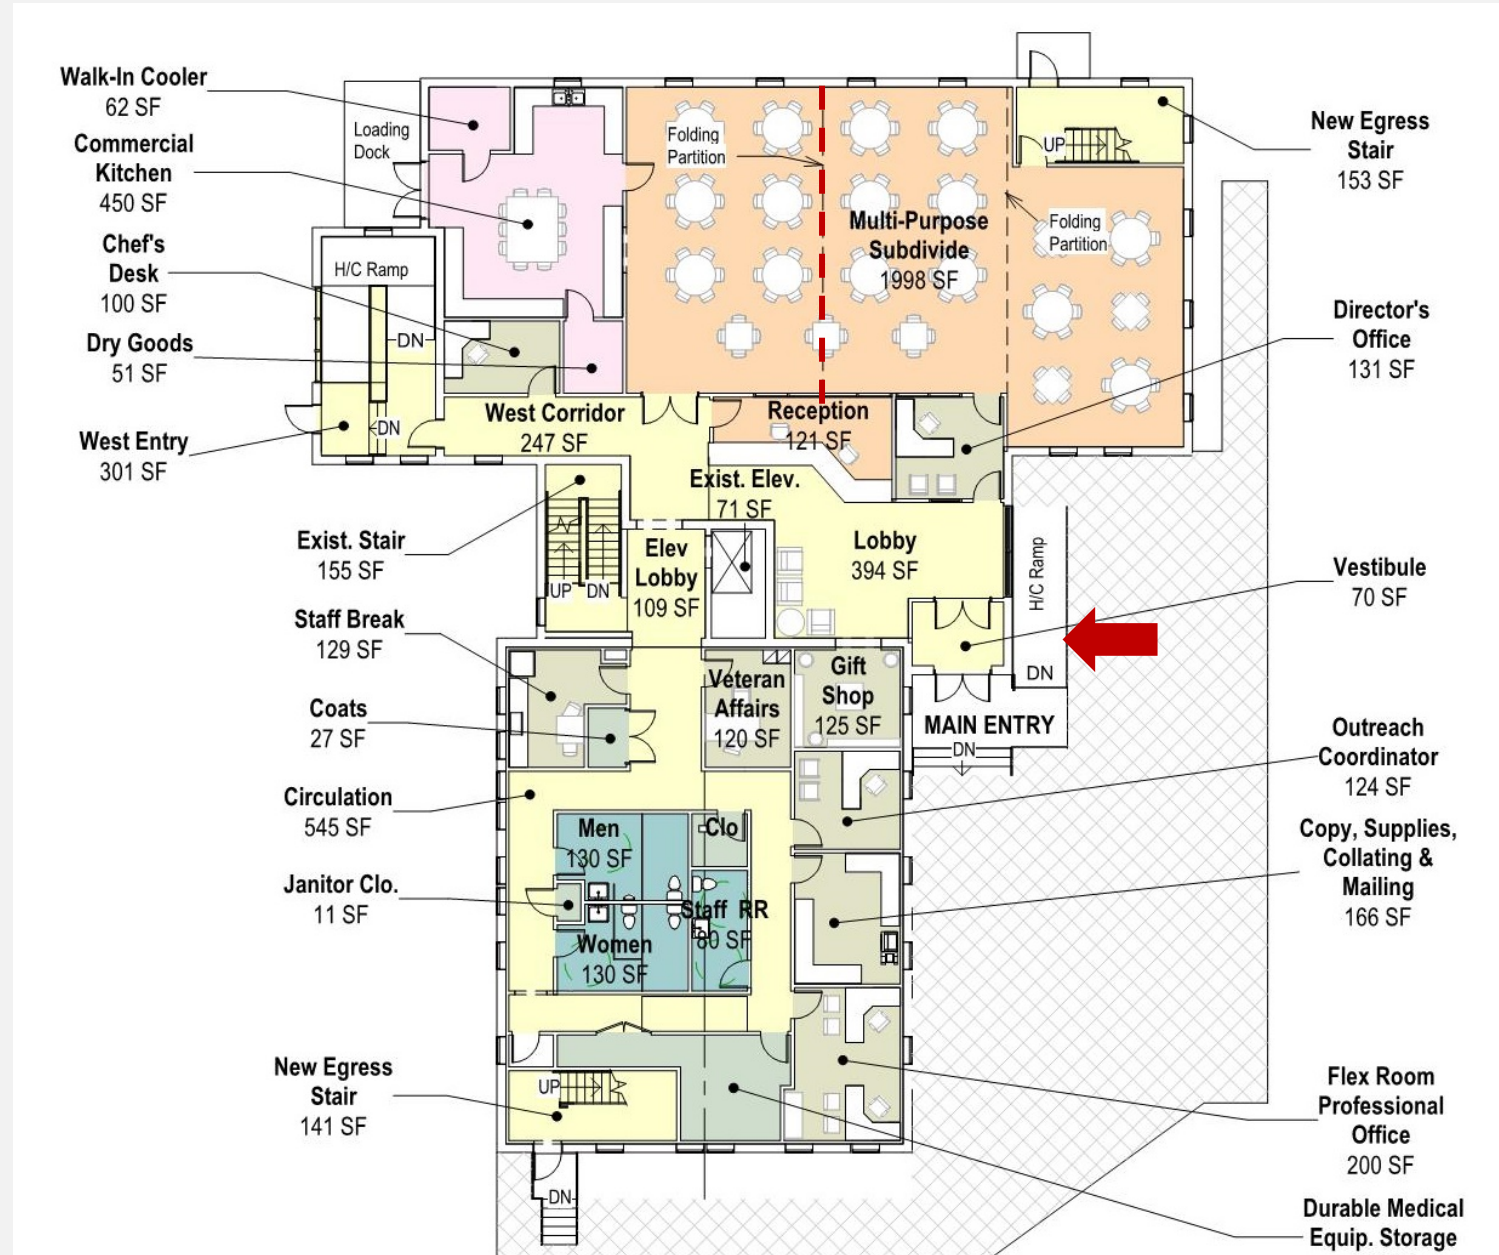 Walk-In Cooler
62 SF
Commercial
Kitchen
450 SF
Chef's
Desk
100 SF
Dry Goods
51 SF
West Entry
301 SF
Exist. Stair
155 SF
Staff Break
129 SF
Coats
27 SF
Circulation
545 SF
Janitor Clo.
11 SF
New Egress
Stair
141 SF
Loading
Dock
H/C Ramp
DN
DN
Folding
Partition
Multi-Purpose
Subdivide
1998 SF
Folding
Partition
UP
West Corridor
247 SF
Reception
121 SF
Exist. Elev.
71 SF
Elev
Lobby
109 SF
UP
DN
Lobby
394 SF
H/C Ramp
DN
Veteran
Affairs
120 SF
Gift
Shop
125 SF
MAIN ENTRY
DN
Men
130 SF
Clo
Staff RR
80 SF
Women
130 SF
UP
DN
New Egress
Stair
153 SF
Director's
Office
131 SF
Vestibule
70 SF
Outreach
Coordinator
124 SF
Copy, Supplies,
Collating &
Mailing
166 SF
Flex Room
Professional
Office
200 SF
Durable Medical
Equip. Storage